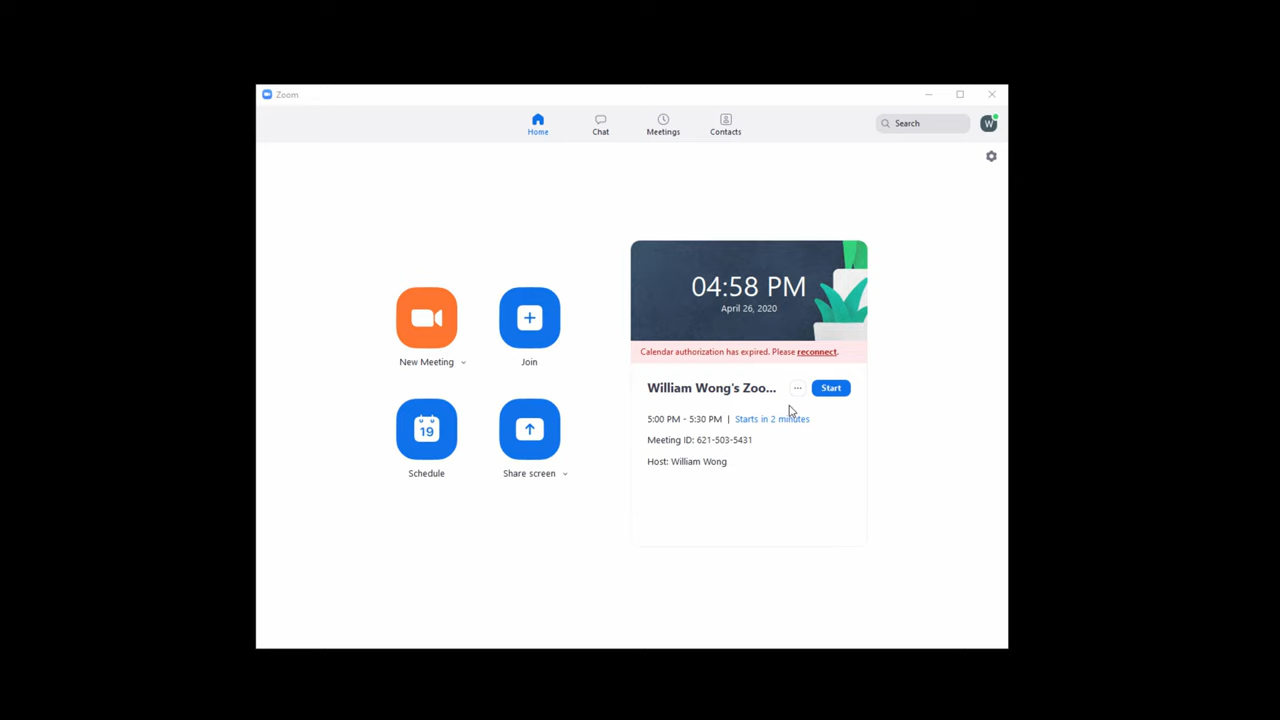 Zoom
Home
Chat
Meetings
Contacts
Search
W
04:58 PM
April 26, 2020
Calendar authorization has expired. Please reconnect.
William Wong's Zoo... ... Start
5:00 PM - 5:30 PM | Starts in 2 minutes
Meeting ID: 621-503-5431
Host: William Wong
New Meeting
Join
19
Schedule
Share screen